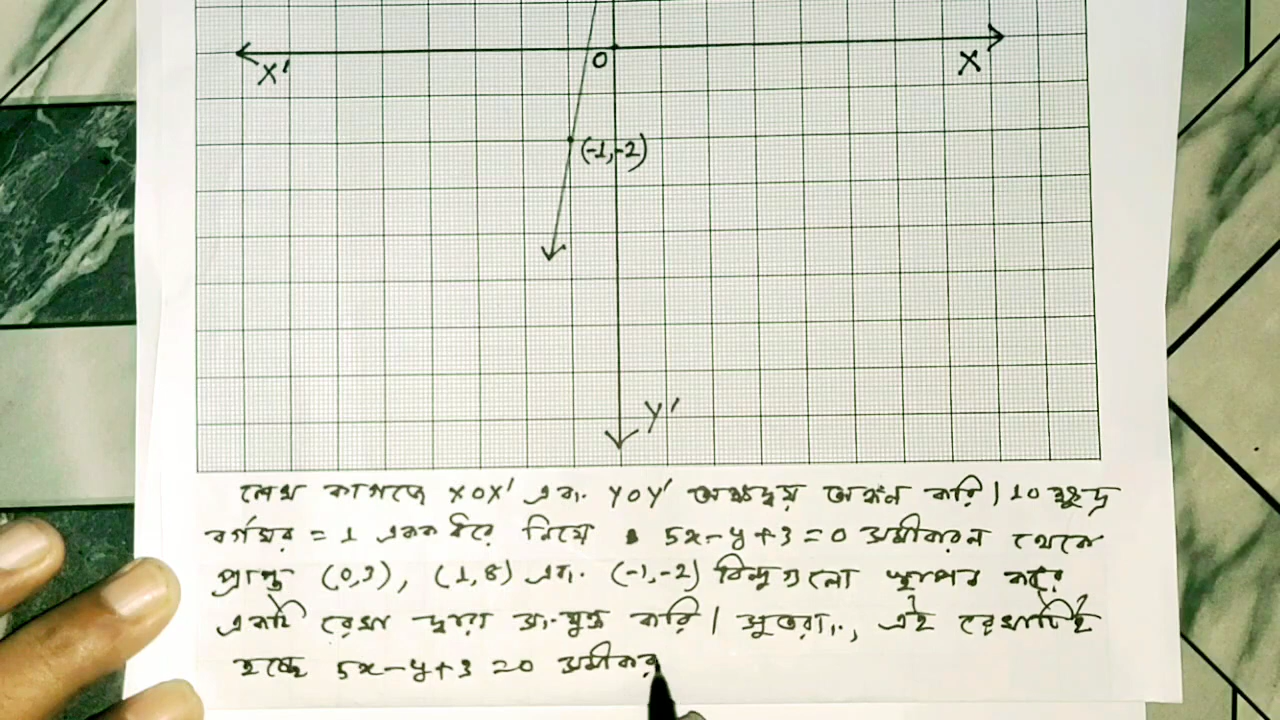 X'
O
X
(-1,-2)
Y'
লেখ কাগজে XOX' এবং YOY' অক্ষদ্বয় অঙ্কন করি। 10 ক্ষুদ্র
বর্গঘর = 1 একক ধরে নিয়ে 5x-y+3=0 সমীকরন থেকে
প্রাপ্ত (0,3), (1,8) এবং (-1,-2) বিন্দুগুলো স্থাপন করে
একটি রেখা দ্বারা সংযুক্ত করি। সুতরাং, এই রেখাটিই
হচ্ছে 5x-y+3=0 সমীকর